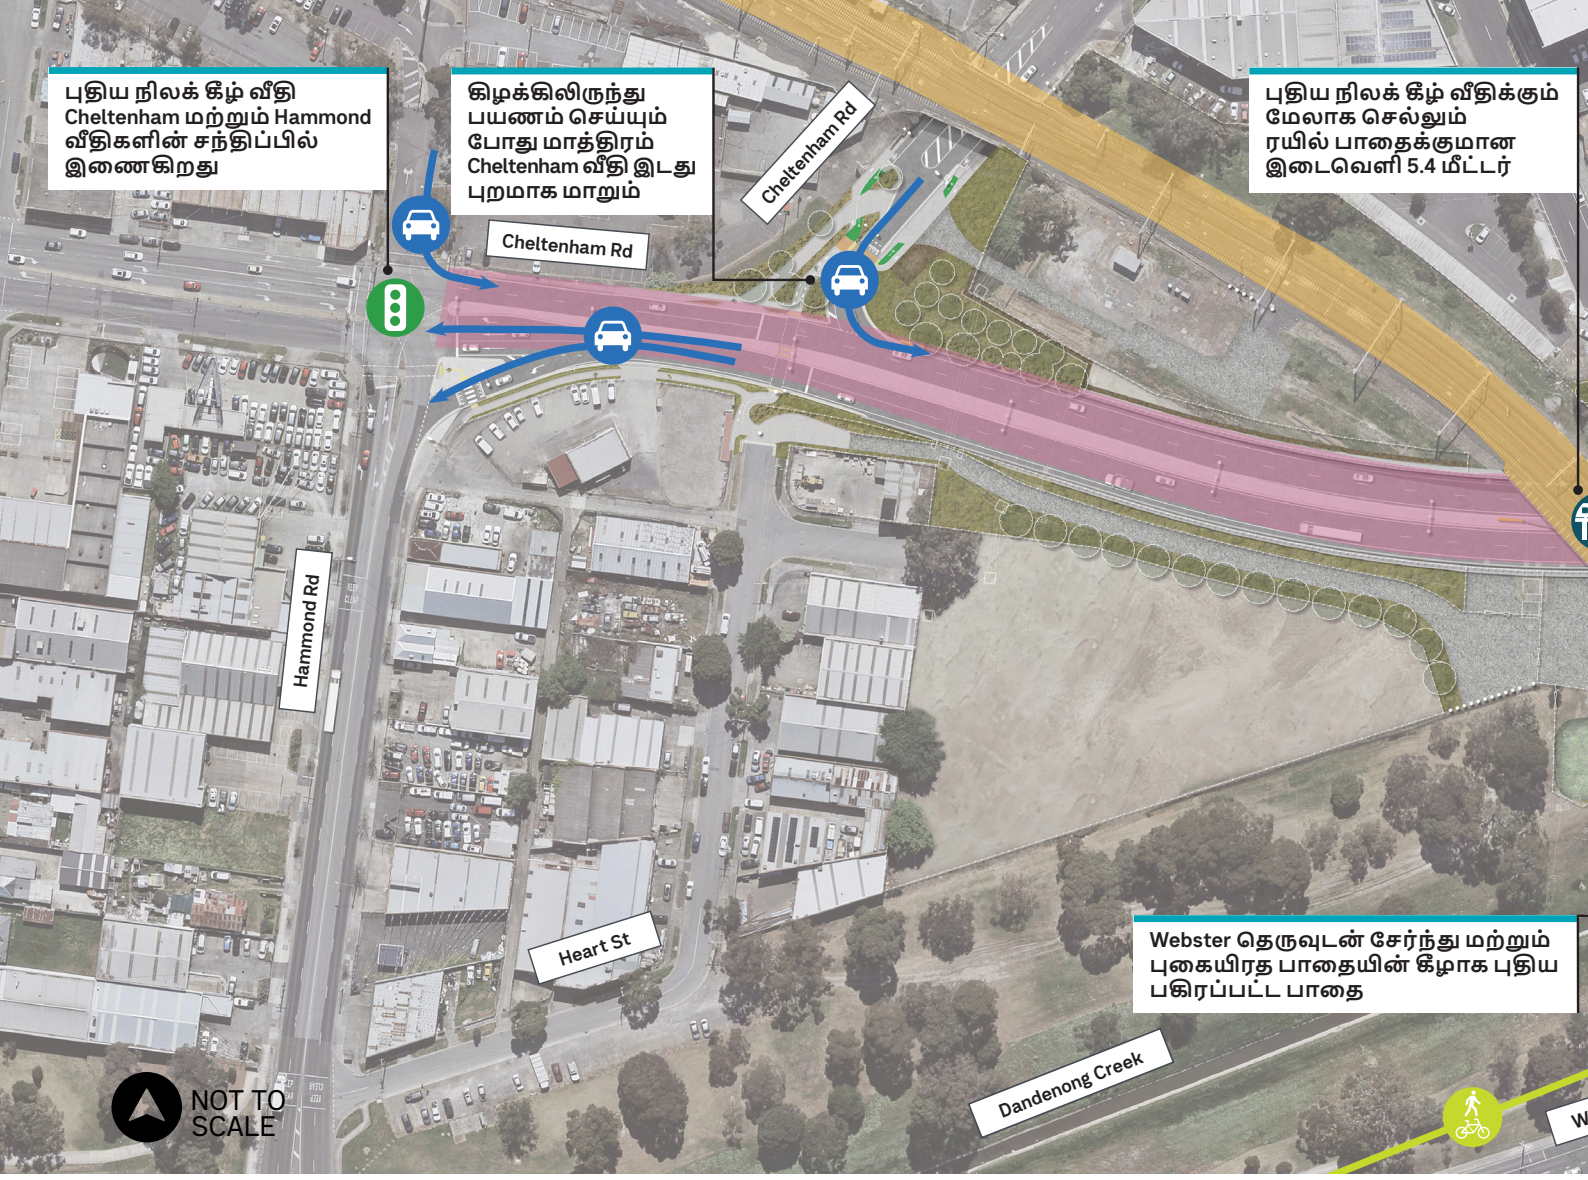 புதிய நிலக் கீழ் வீதி
Cheltenham மற்றும் Hammond
வீதிகளின் சந்திப்பில்
இணைகிறது
கிழக்கிலிருந்து
பயணம் செய்யும்
போது மாத்திரம்
Cheltenham வீதி இடது
புறமாக மாறும்
Cheltenham Rd
புதிய நிலக் கீழ் வீதிக்கும்
மேலாக செல்லும்
ரயில் பாதைக்குமான
இடைவெளி 5.4 மீட்டர்
Cheltenham Rd
Hammond Rd
Heart St
Webster தெருவுடன் சேர்ந்து மற்றும்
புகையிரத பாதையின் கீழாக புதிய
பகிரப்பட்ட பாதை
Dandenong Creek
NOT TO
SCALE